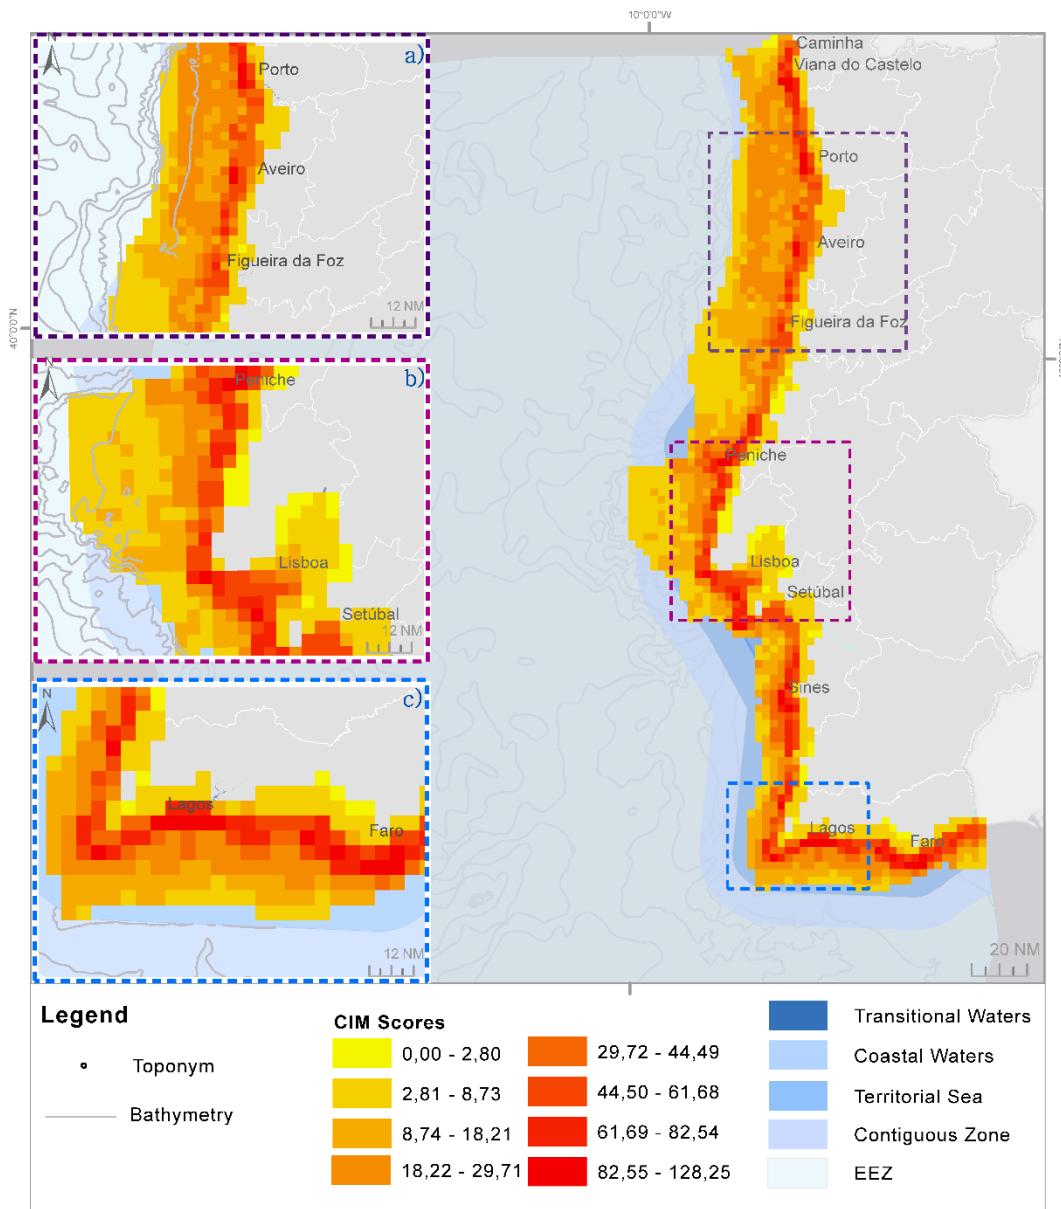 10°0'0"W
40°0'0"N
N
a)
Porto
Aveiro
Figueira da Foz
12 NM
N
b)
Peniche
Lisboa
Setúbal
12 NM
N
c)
Lagos
Faro
12 NM
Caminha
Viana do Castelo
Porto
Aveiro
Figueira da Foz
Peniche
Lisboa
Setúbal
Sines
Lagos
Faro
20 NM
Legend
Toponym
Bathymetry
CIM Scores
0,00 - 2,80
2,81 - 8,73
8,74 - 18,21
18,22 - 29,71
29,72 - 44,49
44,50 - 61,68
61,69 - 82,54
82,55 - 128,25
Transitional Waters
Coastal Waters
Territorial Sea
Contiguous Zone
EEZ